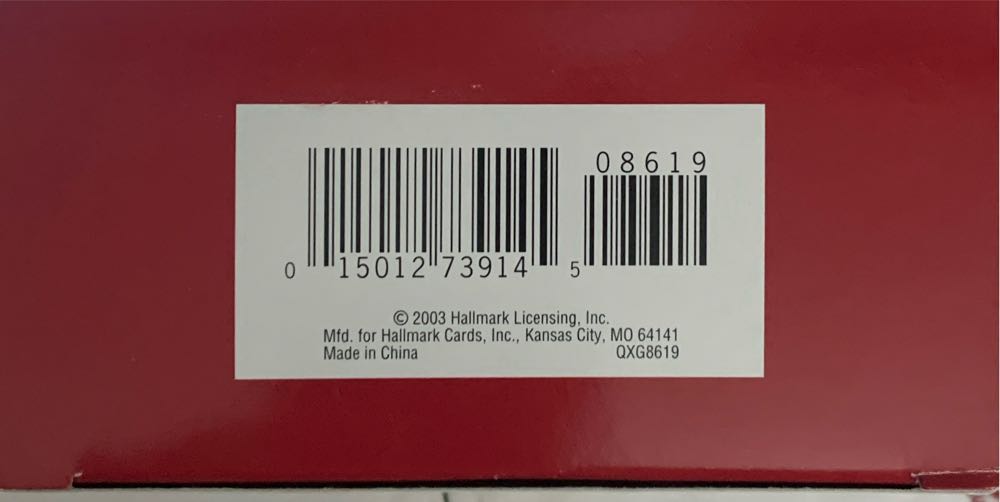 08619
0 15012 73914 5
© 2003 Hallmark Licensing, Inc.
Mfd. for Hallmark Cards, Inc., Kansas City, MO 64141
Made in China QXG8619